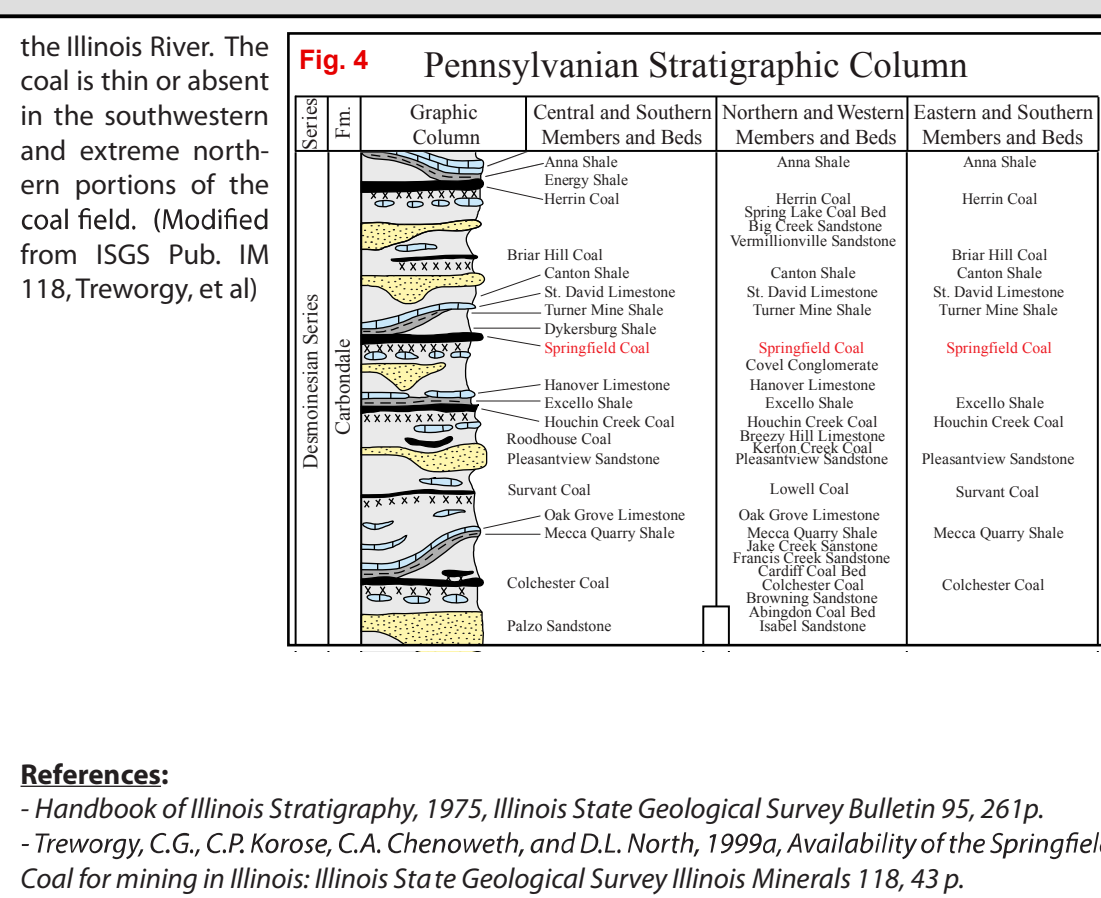 the Illinois River. The
coal is thin or absent
in the southwestern
and extreme north-
ern portions of the
coal field. (Modified
from ISGS Pub. IM
118, Treworgy, et al)
Fig. 4
Pennsylvanian Stratigraphic Column
Series
Fm.
Graphic
Column
Central and Southern
Members and Beds
Northern and Western
Members and Beds
Eastern and Southern
Members and Beds
Desmoinesian Series
Carbondale
Anna Shale
Energy Shale
Herrin Coal
Briar Hill Coal
Canton Shale
St. David Limestone
Turner Mine Shale
Dykersburg Shale
Springfield Coal
Hanover Limestone
Excello Shale
Houchin Creek Coal
Roodhouse Coal
Pleasantview Sandstone
Survant Coal
Oak Grove Limestone
Mecca Quarry Shale
Colchester Coal
Palzo Sandstone
Anna Shale
Herrin Coal
Spring Lake Coal Bed
Big Creek Sandstone
Vermillionville Sandstone
Canton Shale
St. David Limestone
Turner Mine Shale
Springfield Coal
Covel Conglomerate
Hanover Limestone
Excello Shale
Houchin Creek Coal
Breezy Hill Limestone
Kerton Creek Coal
Pleasantview Sandstone
Lowell Coal
Oak Grove Limestone
Mecca Quarry Shale
Jake Creek Sanstone
Francis Creek Sandstone
Cardiff Coal Bed
Colchester Coal
Browning Sandstone
Abingdon Coal Bed
Isabel Sandstone
Anna Shale
Herrin Coal
Briar Hill Coal
Canton Shale
St. David Limestone
Turner Mine Shale
Springfield Coal
Excello Shale
Houchin Creek Coal
Pleasantview Sandstone
Survant Coal
Mecca Quarry Shale
Colchester Coal
References:
- Handbook of Illinois Stratigraphy, 1975, Illinois State Geological Survey Bulletin 95, 261p.
- Treworgy, C.G., C.P. Korose, C.A. Chenoweth, and D.L. North, 1999a, Availability of the Springfield
Coal for mining in Illinois: Illinois State Geological Survey Illinois Minerals 118, 43 p.